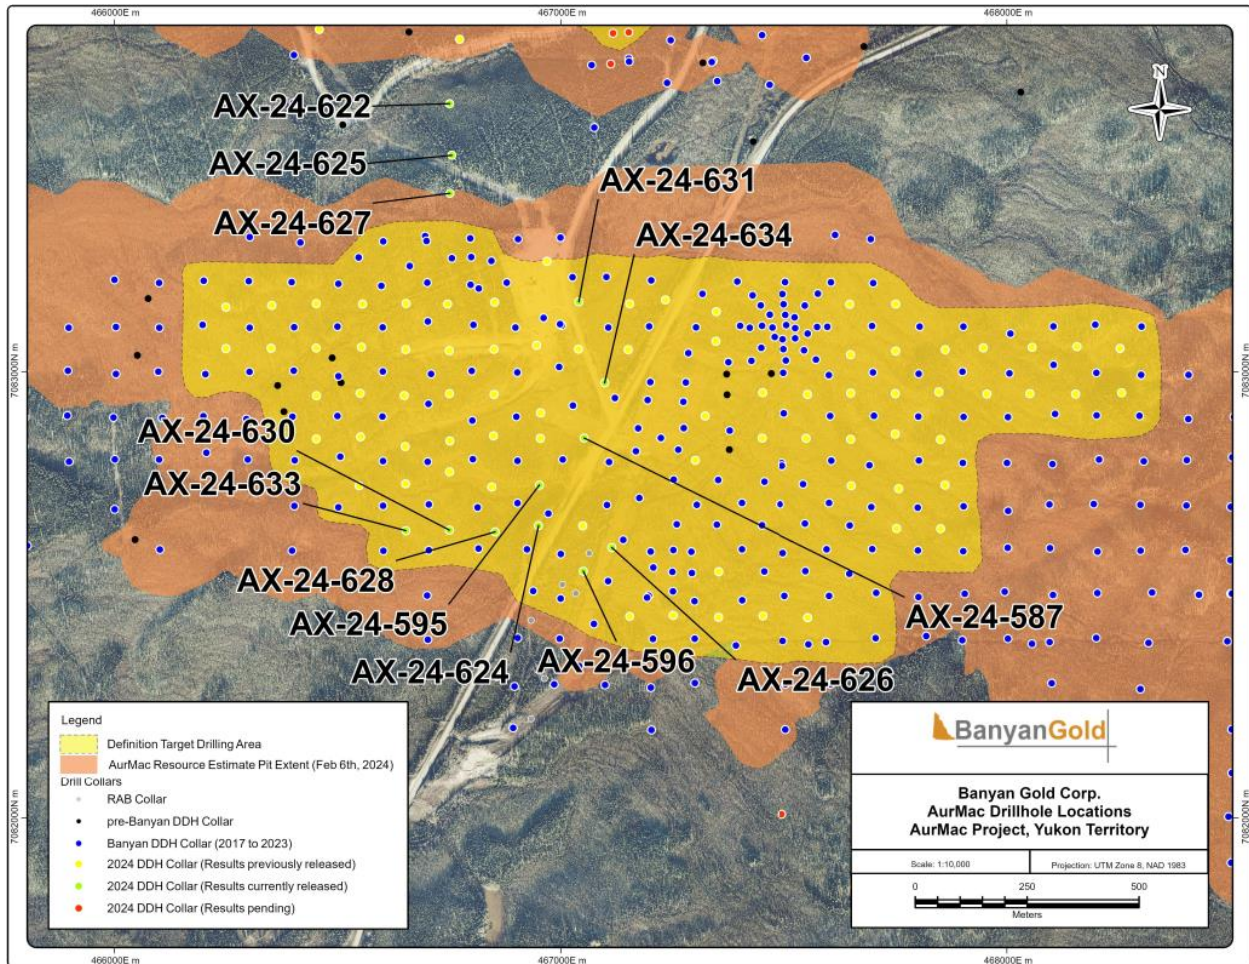 466000E m
467000E m
468000E m
N
AX-24-622
AX-24-625
AX-24-627
AX-24-631
AX-24-634
7083000N m
7083000N m
AX-24-630
AX-24-633
AX-24-628
AX-24-595
AX-24-624
AX-24-596
AX-24-626
AX-24-587
Legend
Definition Target Drilling Area
AurMac Resource Estimate Pit Extent (Feb 6th, 2024)
Drill Collars
RAB Collar
pre-Banyan DDH Collar
Banyan DDH Collar (2017 to 2023)
2024 DDH Collar (Results previously released)
2024 DDH Collar (Results currently released)
2024 DDH Collar (Results pending)
BanyanGold
Banyan Gold Corp.
AurMac Drillhole Locations
AurMac Project, Yukon Territory
Scale: 1:10,000
Projection: UTM Zone 8, NAD 1983
0 250 500
Meters
7082000N m
7082000N m
466000E m
467000E m
468000E m